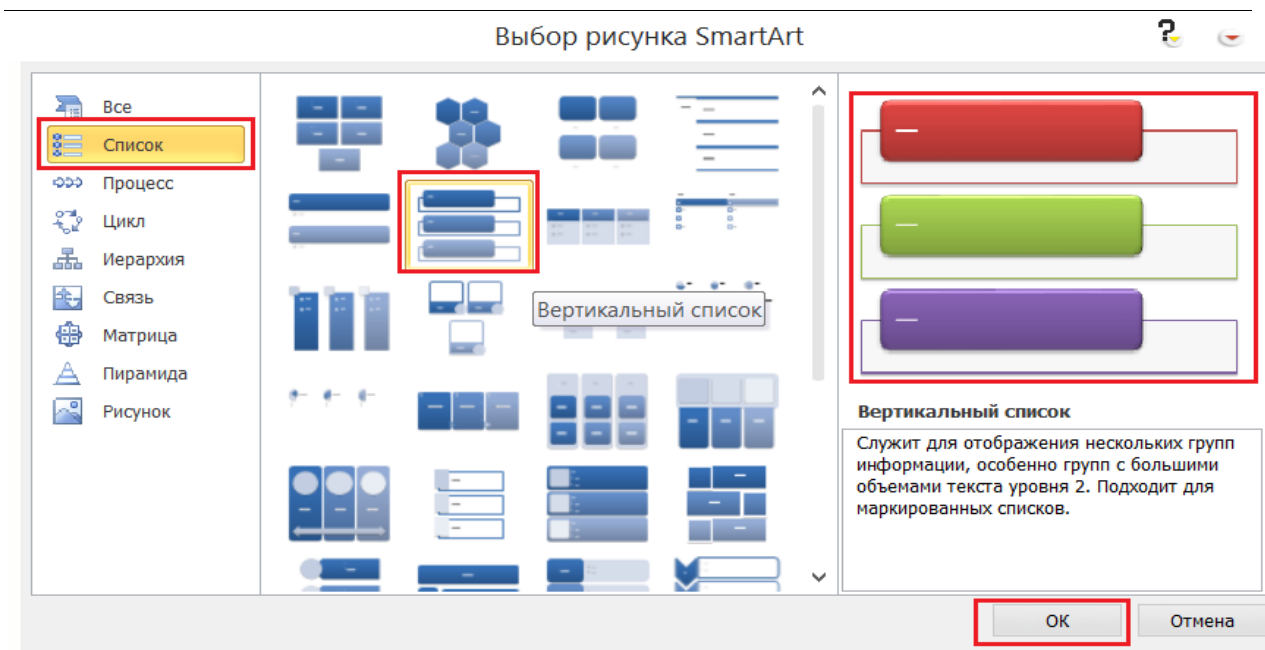 Выбор рисунка SmartArt
Все
Список
Процесс
Цикл
Иерархия
Связь
Матрица
Пирамида
Рисунок
Вертикальный список
Вертикальный список
Служит для отображения нескольких групп
информации, особенно групп с большими
объемами текста уровня 2. Подходит для
маркированных списков.
ОК
Отмена